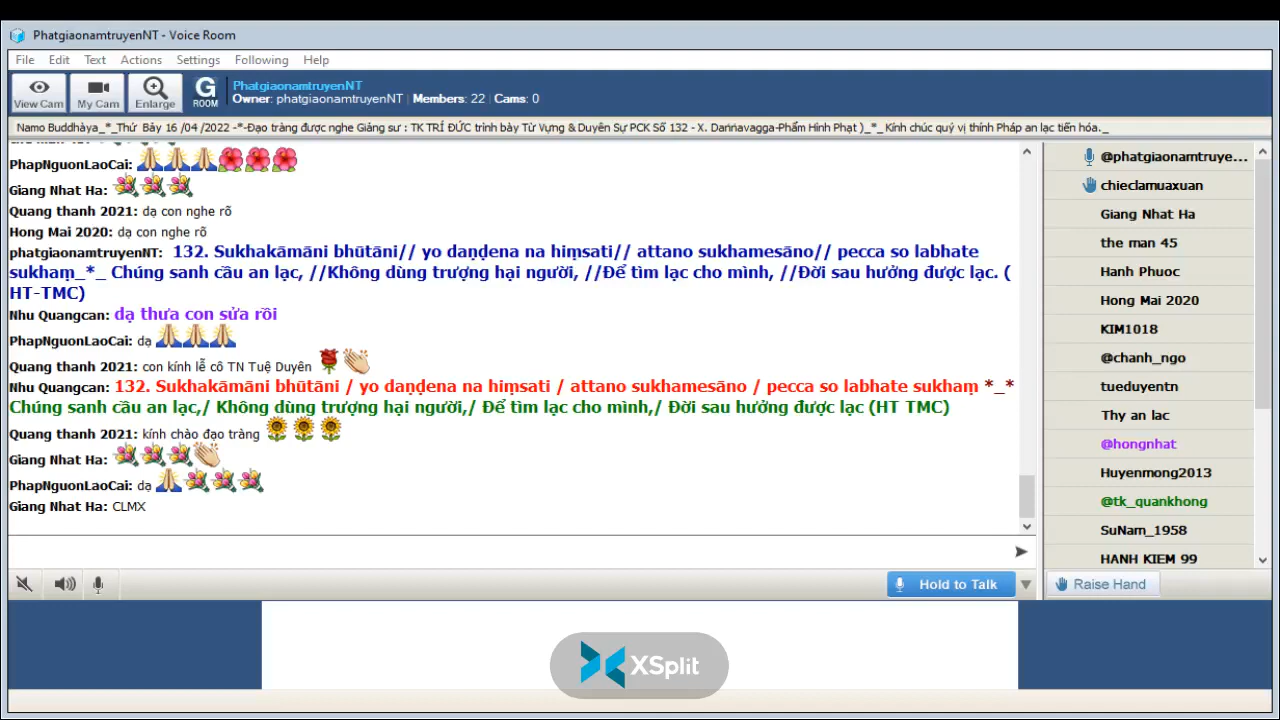 PhatgiaonamtruyenNT - Voice Room
File Edit Text Actions Settings Following Help
View Cam
My Cam
Enlarge
G ROOM
PhatgiaonamtruyenNT
Owner: phatgiaonamtruyenNT | Members: 22 | Cams: 0
Namo Buddhàya_*_Thứ Bảy 16 /04 /2022 -*-Đạo tràng được nghe Giảng sư : TK TRÍ ĐỨC trình bày Từ Vựng & Duyên Sự PCK Số 132 - X. Daṇṇavagga-Phẩm Hình Phạt )_*_ Kính chúc quý vị thính Pháp an lạc tiến hóa._
PhapNguonLaoCai:
Giang Nhat Ha:
Quang thanh 2021: dạ con nghe rõ
Hong Mai 2020: dạ con nghe rõ
phatgiaonamtruyenNT: 132. Sukhakāmāni bhūtāni// yo daṇḍena na hiṃsati// attano sukhamesāno// pecca so labhate
sukhaṃ_*_ Chúng sanh cầu an lạc, //Không dùng trượng hại người, //Để tìm lạc cho mình, //Đời sau hưởng được lạc. (
HT-TMC)
Nhu Quangcan: dạ thưa con sửa rồi
PhapNguonLaoCai: dạ
Quang thanh 2021: con kính lễ cô TN Tuệ Duyên
Nhu Quangcan: 132. Sukhakāmāni bhūtāni / yo daṇḍena na hiṃsati / attano sukhamesāno / pecca so labhate sukhaṃ *_*
Chúng sanh cầu an lạc,/ Không dùng trượng hại người,/ Để tìm lạc cho mình,/ Đời sau hưởng được lạc (HT TMC)
Quang thanh 2021: kính chào đạo tràng
Giang Nhat Ha:
PhapNguonLaoCai: dạ
Giang Nhat Ha: CLMX
@phatgiaonamtruye...
chieclamuaxuan
Giang Nhat Ha
the man 45
Hanh Phuoc
Hong Mai 2020
KIM1018
@chanh_ngo
tueduyentn
Thy an lac
@hongnhat
Huyenmong2013
@tk_quankhong
SuNam_1958
HANH KIEM 99
Hold to Talk
Raise Hand
XSplit